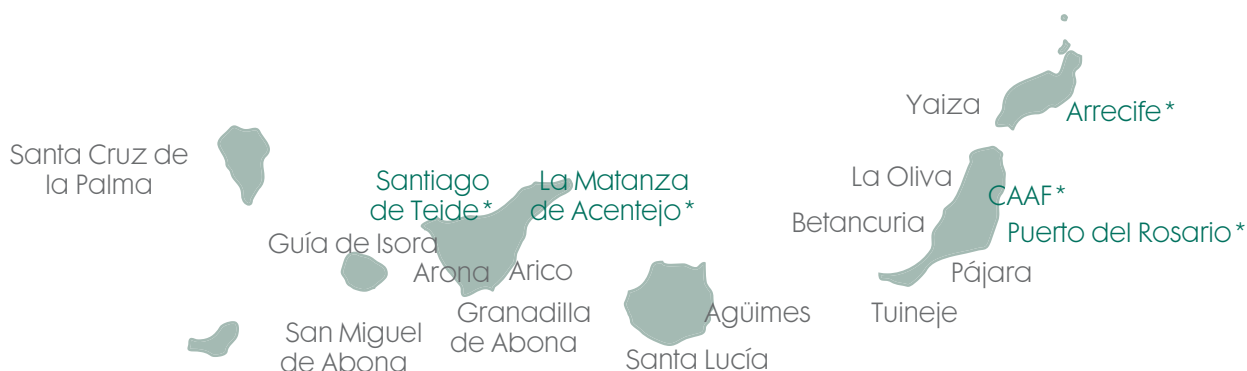 Yaiza
Arrecife*
Santa Cruz de
la Palma
Santiago
de Teide*
La Matanza
de Acentejo*
La Oliva
CAAF*
Betancuria
Puerto del Rosario*
Guía de Isora
Arona
Arico
Pájara
Granadilla
de Abona
Agüimes
Tuineje
San Miguel
de Abona
Santa Lucía